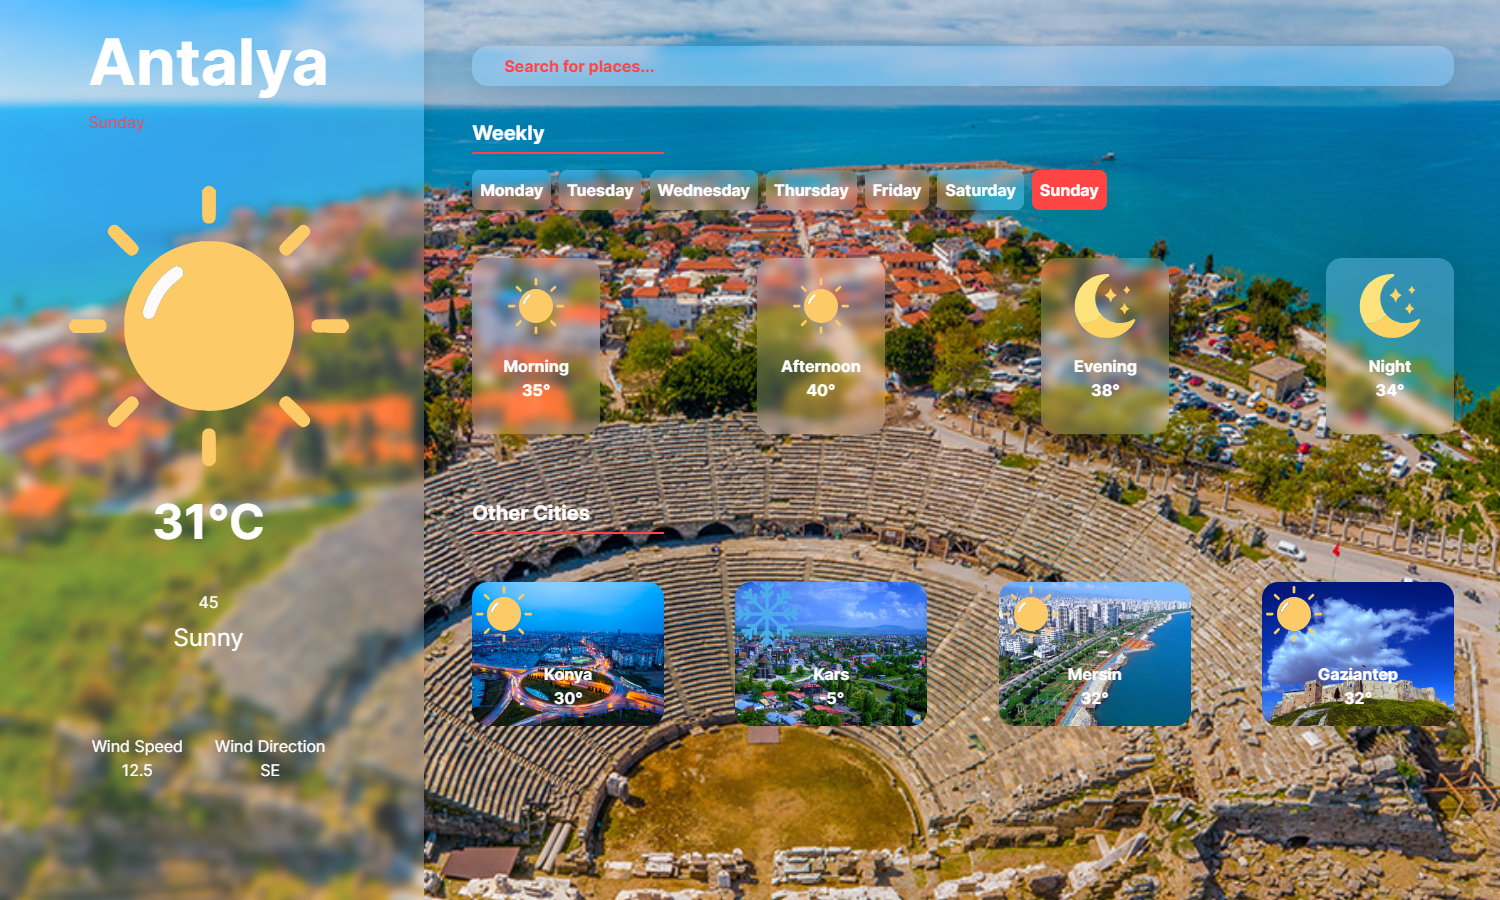 Antalya
Sunday
31°C
45
Sunny
Wind Speed
12.5
Wind Direction
SE
Search for places...
Weekly
Monday Tuesday Wednesday Thursday Friday Saturday Sunday
Morning
35°
Afternoon
40°
Evening
38°
Night
34°
Other Cities
Konya
30°
Kars
-5°
Mersin
32°
Gaziantep
32°